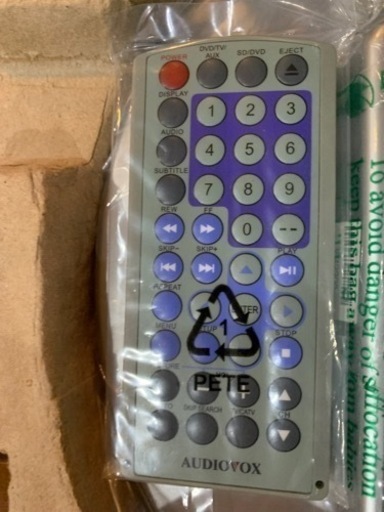 POWER DVD/TV/AUX SD/DVD EJECT
DISPLAY
1 2 3
AUDIO
4 5 6
SUBTITLE
7 8 9
REW FF
0 --
SKIP- SKIP+ PLAY
REPEAT
MENU STOP
1
PETE
SEARCH TV/CATV CH
AUDIOVOX
To avoid danger of suffocation
keep this bag away from babies